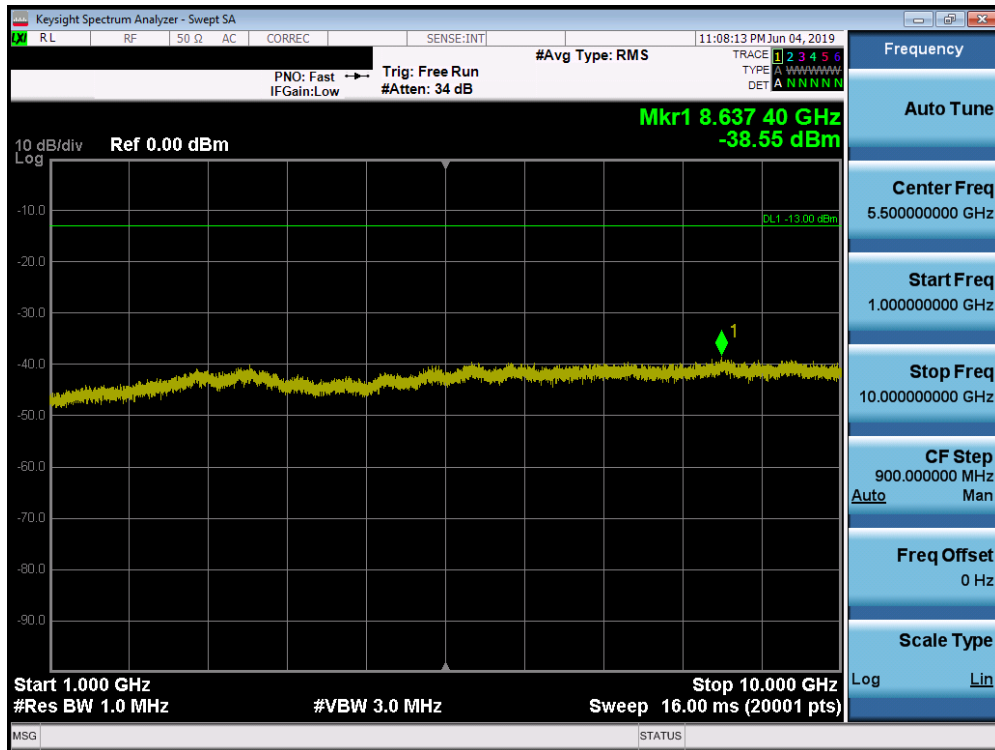 Keysight Spectrum Analyzer - Swept SA
LXI RL RF 50 Ω AC CORREC SENSE:INT 11:08:13 PM Jun 04, 2019
#Avg Type: RMS
TRACE 1 2 3 4 5 6
PNO: Fast Trig: Free Run
TYPE A WWWWW
IFGain:Low #Atten: 34 dB
DET A N N N N N
Mkr1 8.637 40 GHz
-38.55 dBm
10 dB/div Ref 0.00 dBm
Log
-10.0
DL1 -13.00 dBm
-20.0
-30.0
1
-40.0
-50.0
-60.0
-70.0
-80.0
-90.0
Start 1.000 GHz Stop 10.000 GHz
#Res BW 1.0 MHz #VBW 3.0 MHz Sweep 16.00 ms (20001 pts)
MSG STATUS
Frequency
Auto Tune
Center Freq
5.500000000 GHz
Start Freq
1.000000000 GHz
Stop Freq
10.000000000 GHz
CF Step
900.000000 MHz
Auto Man
Freq Offset
0 Hz
Scale Type
Log Lin